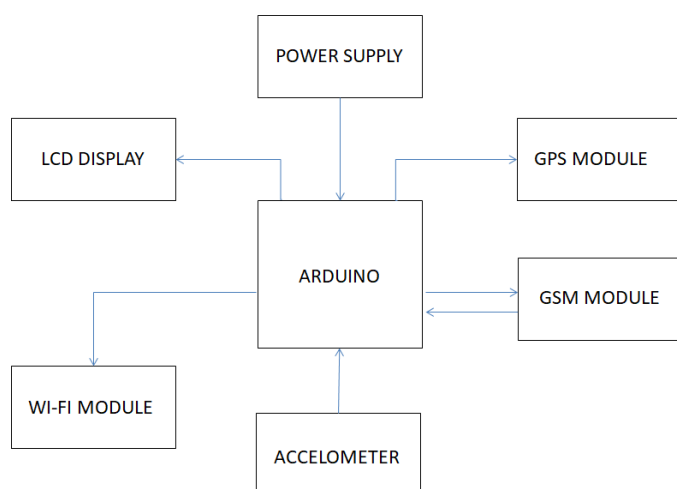 POWER SUPPLY
LCD DISPLAY
GPS MODULE
ARDUINO
GSM MODULE
WI-FI MODULE
ACCELOMETER